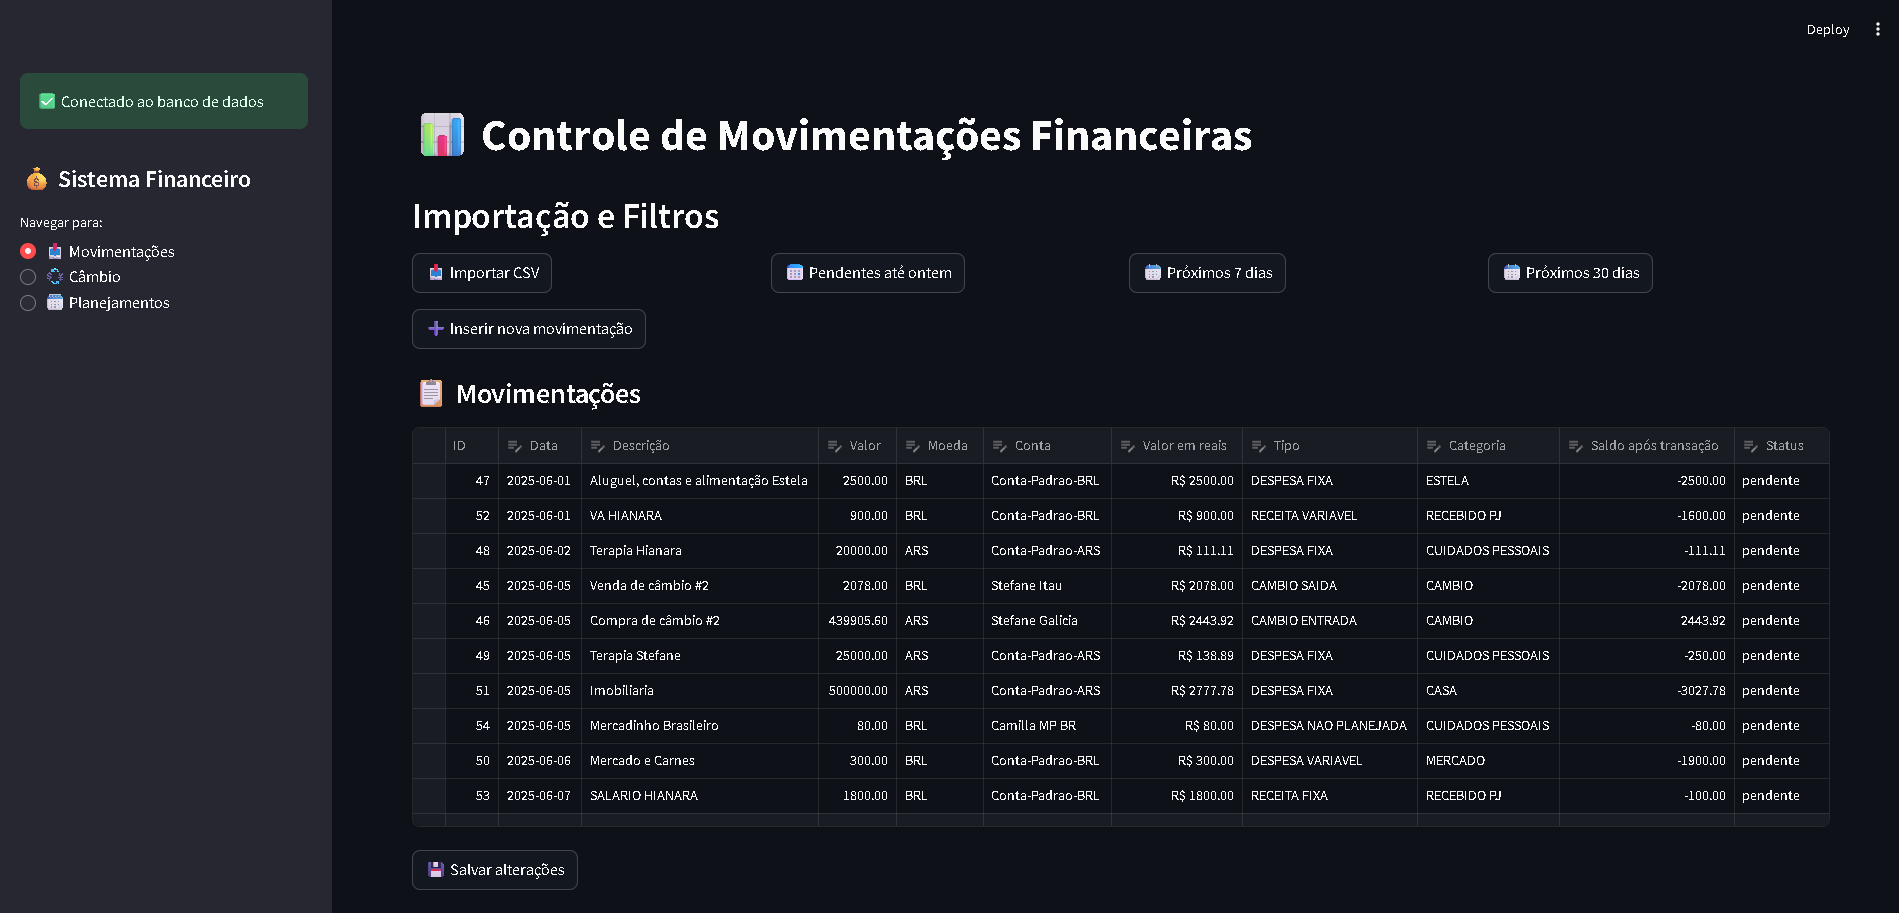 Deploy
Conectado ao banco de dados
Sistema Financeiro
Navegar para:
Movimentações
Câmbio
Planejamentos
Controle de Movimentações Financeiras
Importação e Filtros
Importar CSV
Pendentes até ontem
Próximos 7 dias
Próximos 30 dias
Inserir nova movimentação
Movimentações
ID Data Descrição Valor Moeda Conta Valor em reais Tipo Categoria Saldo após transação Status
47 2025-06-01 Aluguel, contas e alimentação Estela 2500.00 BRL Conta-Padrao-BRL R$ 2500.00 DESPESA FIXA ESTELA -2500.00 pendente
52 2025-06-01 VA HIANARA 900.00 BRL Conta-Padrao-BRL R$ 900.00 RECEITA VARIAVEL RECEBIDO PJ -1600.00 pendente
48 2025-06-02 Terapia Hianara 20000.00 ARS Conta-Padrao-ARS R$ 111.11 DESPESA FIXA CUIDADOS PESSOAIS -111.11 pendente
45 2025-06-05 Venda de câmbio #2 2078.00 BRL Stefane Itau R$ 2078.00 CAMBIO SAIDA CAMBIO -2078.00 pendente
46 2025-06-05 Compra de câmbio #2 439905.60 ARS Stefane Galicia R$ 2443.92 CAMBIO ENTRADA CAMBIO 2443.92 pendente
49 2025-06-05 Terapia Stefane 25000.00 ARS Conta-Padrao-ARS R$ 138.89 DESPESA FIXA CUIDADOS PESSOAIS -250.00 pendente
51 2025-06-05 Imobiliaria 500000.00 ARS Conta-Padrao-ARS R$ 2777.78 DESPESA FIXA CASA -3027.78 pendente
54 2025-06-05 Mercadinho Brasileiro 80.00 BRL Camilla MP BR R$ 80.00 DESPESA NAO PLANEJADA CUIDADOS PESSOAIS -80.00 pendente
50 2025-06-06 Mercado e Carnes 300.00 BRL Conta-Padrao-BRL R$ 300.00 DESPESA VARIAVEL MERCADO -1900.00 pendente
53 2025-06-07 SALARIO HIANARA 1800.00 BRL Conta-Padrao-BRL R$ 1800.00 RECEITA FIXA RECEBIDO PJ -100.00 pendente
Salvar alterações